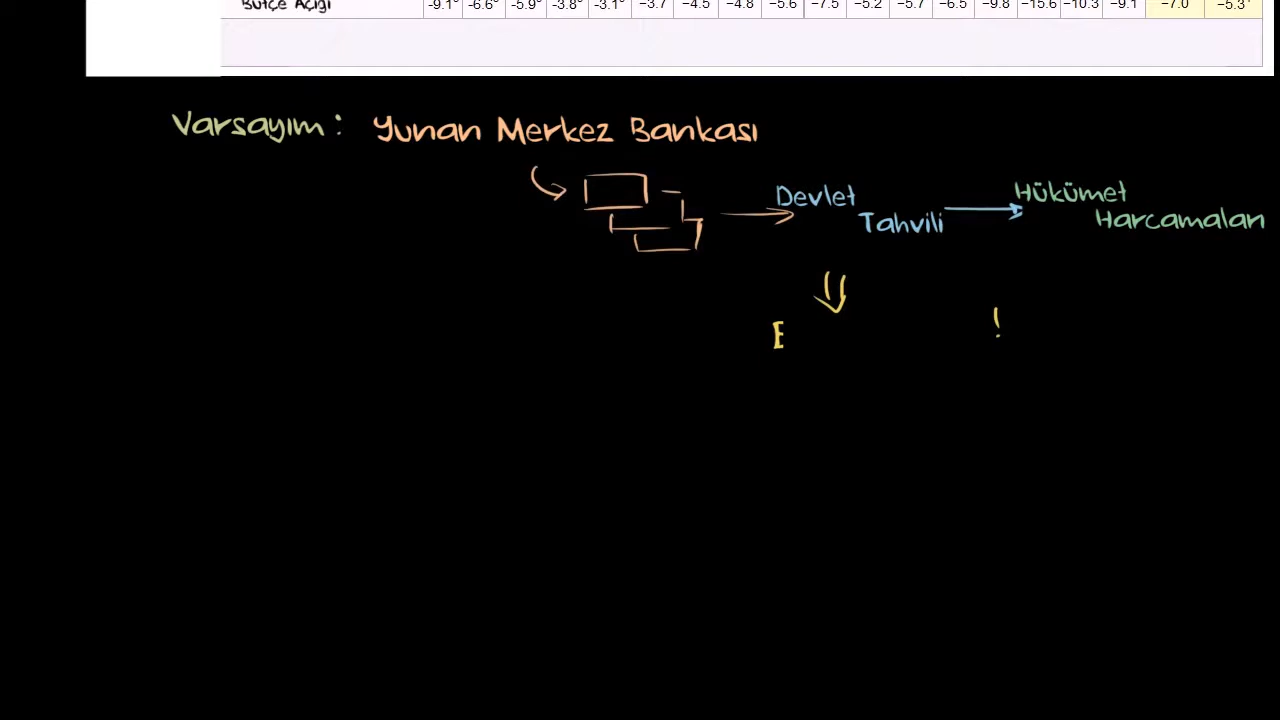 Bütçe Açığı -9.1° -6.6° -5.9° -3.8° -3.1° -3.7 -4.5 -4.8 -5.6 -7.5 -5.2 -5.7 -6.5 -9.8 -15.6 -10.3 -9.1 -7.0 -5.3
Varsayım: Yunan Merkez Bankası
Devlet Tahvili
Hükümet Harcamaları
E !